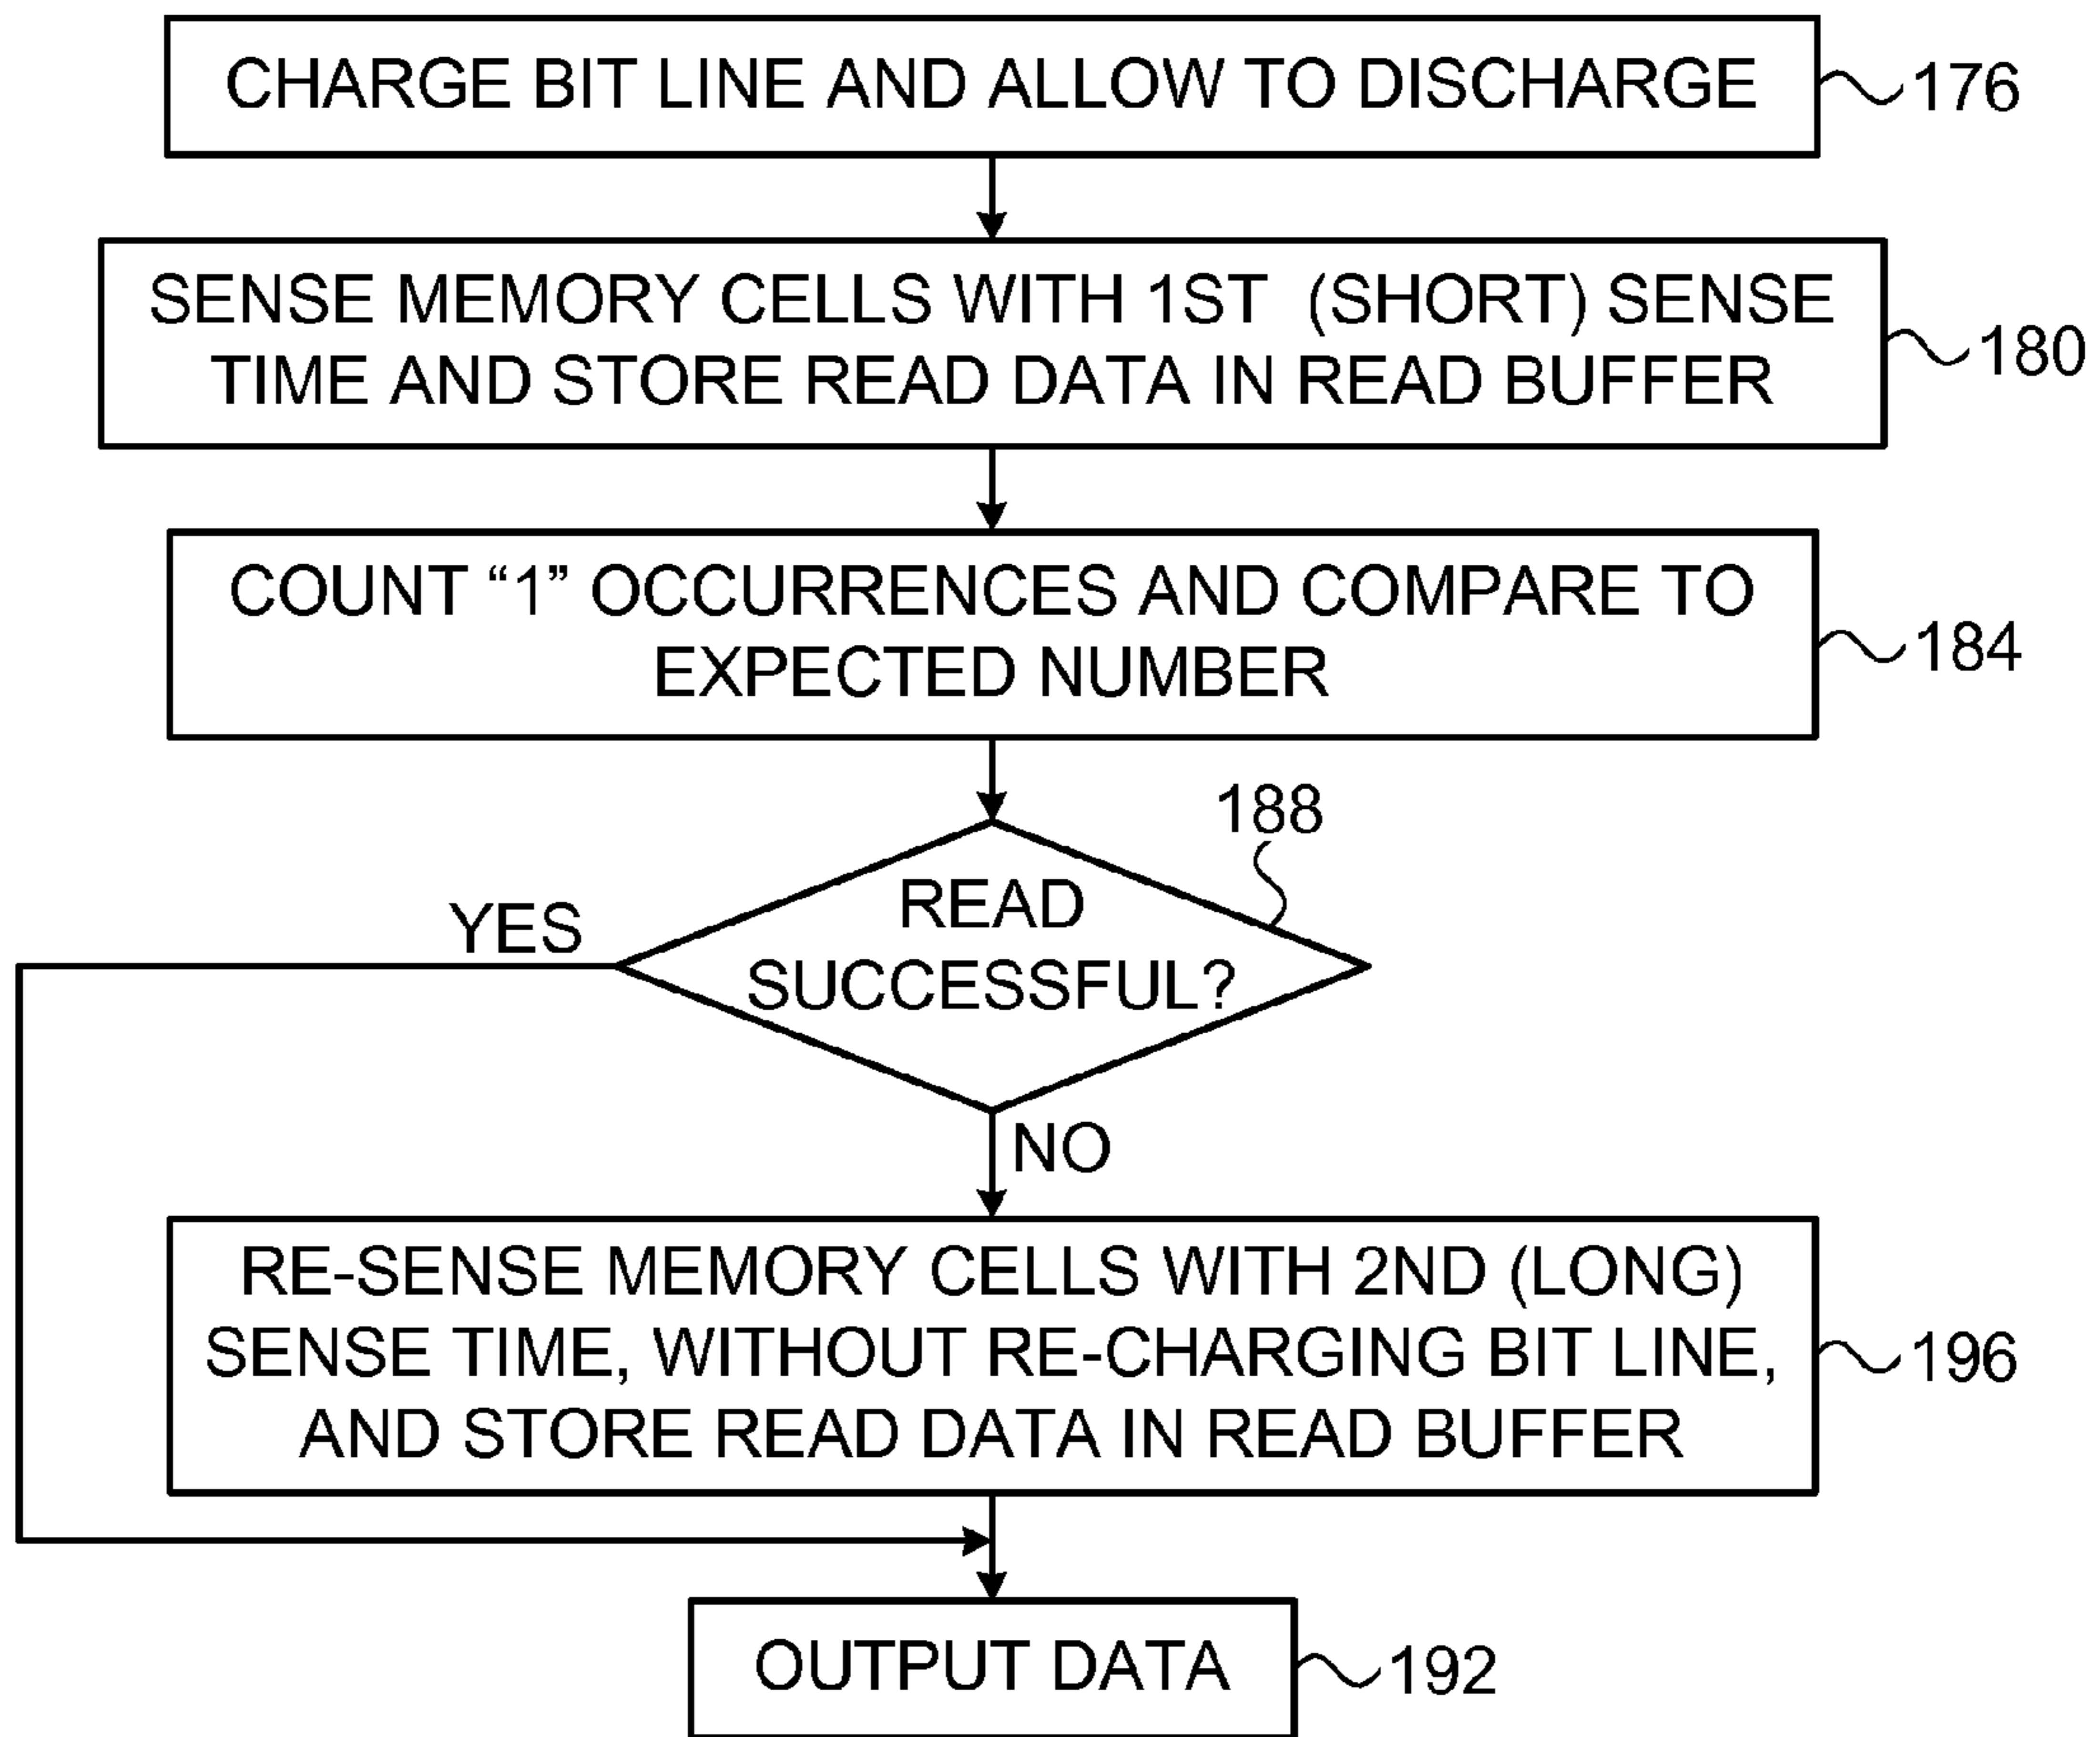 CHARGE BIT LINE AND ALLOW TO DISCHARGE
176
SENSE MEMORY CELLS WITH 1ST (SHORT) SENSE
TIME AND STORE READ DATA IN READ BUFFER
180
COUNT “1” OCCURRENCES AND COMPARE TO
EXPECTED NUMBER
184
188
READ
SUCCESSFUL?
YES
NO
RE-SENSE MEMORY CELLS WITH 2ND (LONG)
SENSE TIME, WITHOUT RE-CHARGING BIT LINE,
AND STORE READ DATA IN READ BUFFER
196
OUTPUT DATA
192